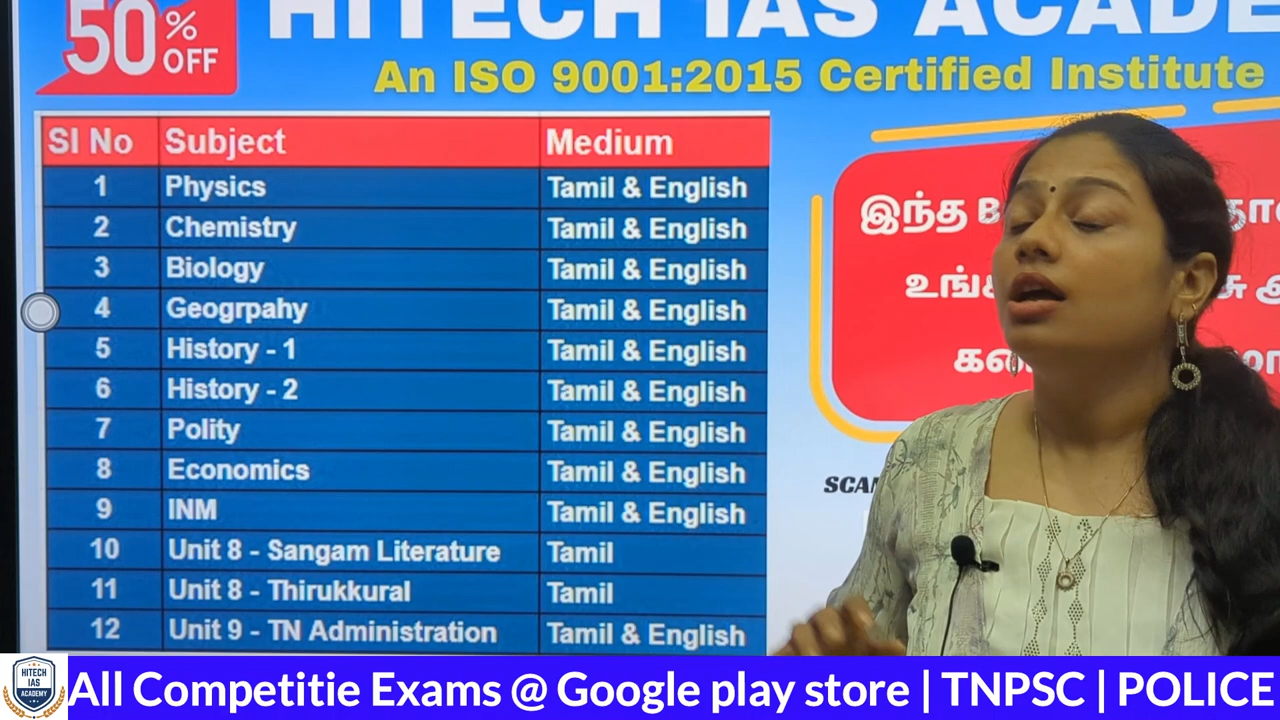 50% OFF
HITECH IAS ACADE
An ISO 9001:2015 Certified Institute
SI No Subject Medium
1 Physics Tamil & English
2 Chemistry Tamil & English
3 Biology Tamil & English
4 Geogrpahy Tamil & English
5 History - 1 Tamil & English
6 History - 2 Tamil & English
7 Polity Tamil & English
8 Economics Tamil & English
9 INM Tamil & English
10 Unit 8 - Sangam Literature Tamil
11 Unit 8 - Thirukkural Tamil
12 Unit 9 - TN Administration Tamil & English
இந்த
HITECH IAS ACADEMY
All Competitie Exams @ Google play store | TNPSC | POLICE